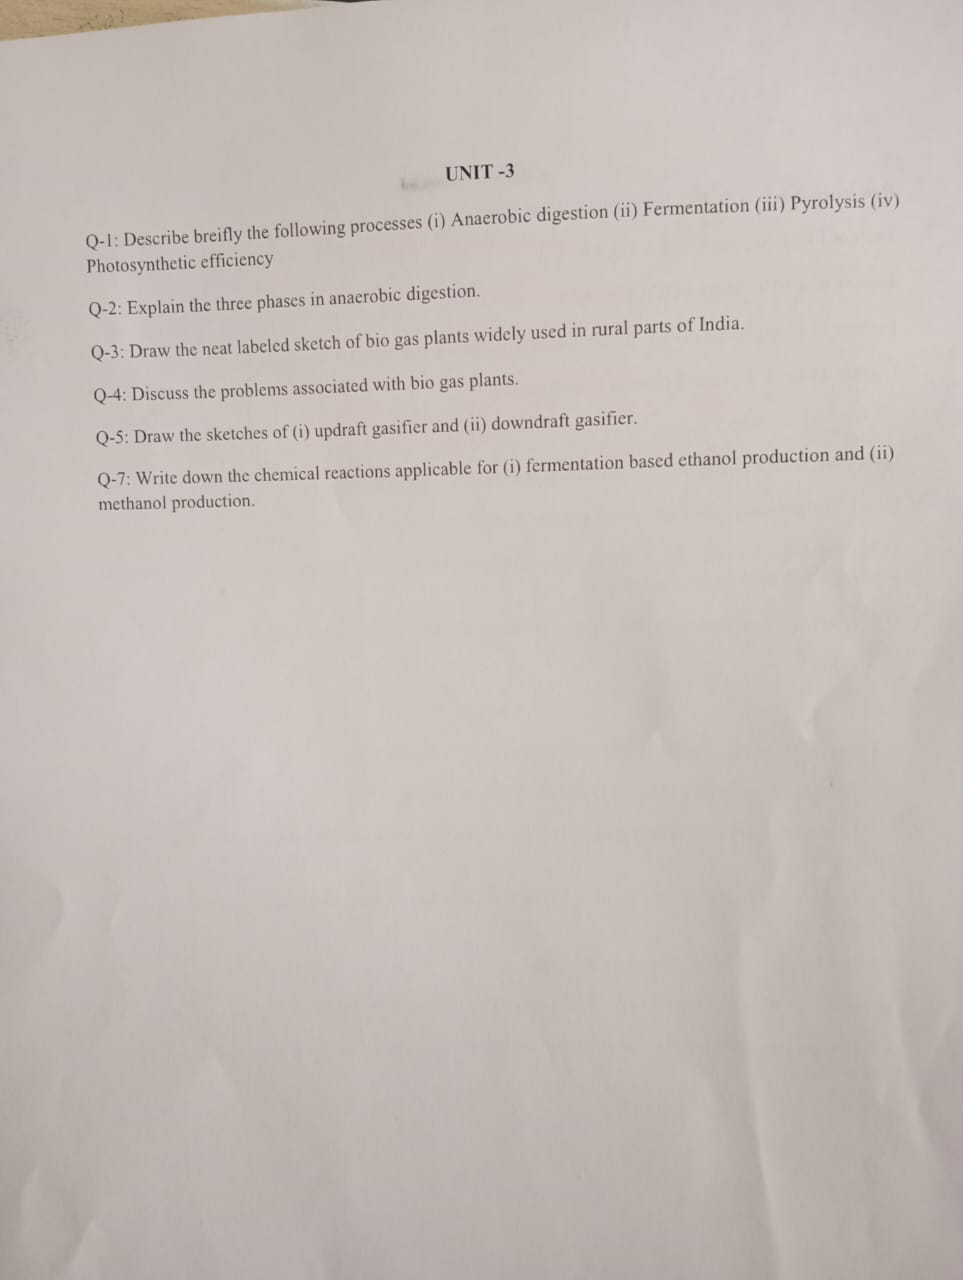 UNIT -3
Q-1: Describe breifly the following processes (i) Anaerobic digestion (ii) Fermentation (iii) Pyrolysis (iv)
Photosynthetic efficiency
Q-2: Explain the three phases in anaerobic digestion.
Q-3: Draw the neat labeled sketch of bio gas plants widely used in rural parts of India.
Q-4: Discuss the problems associated with bio gas plants.
Q-5: Draw the sketches of (i) updraft gasifier and (ii) downdraft gasifier.
Q-7: Write down the chemical reactions applicable for (i) fermentation based ethanol production and (ii)
methanol production.